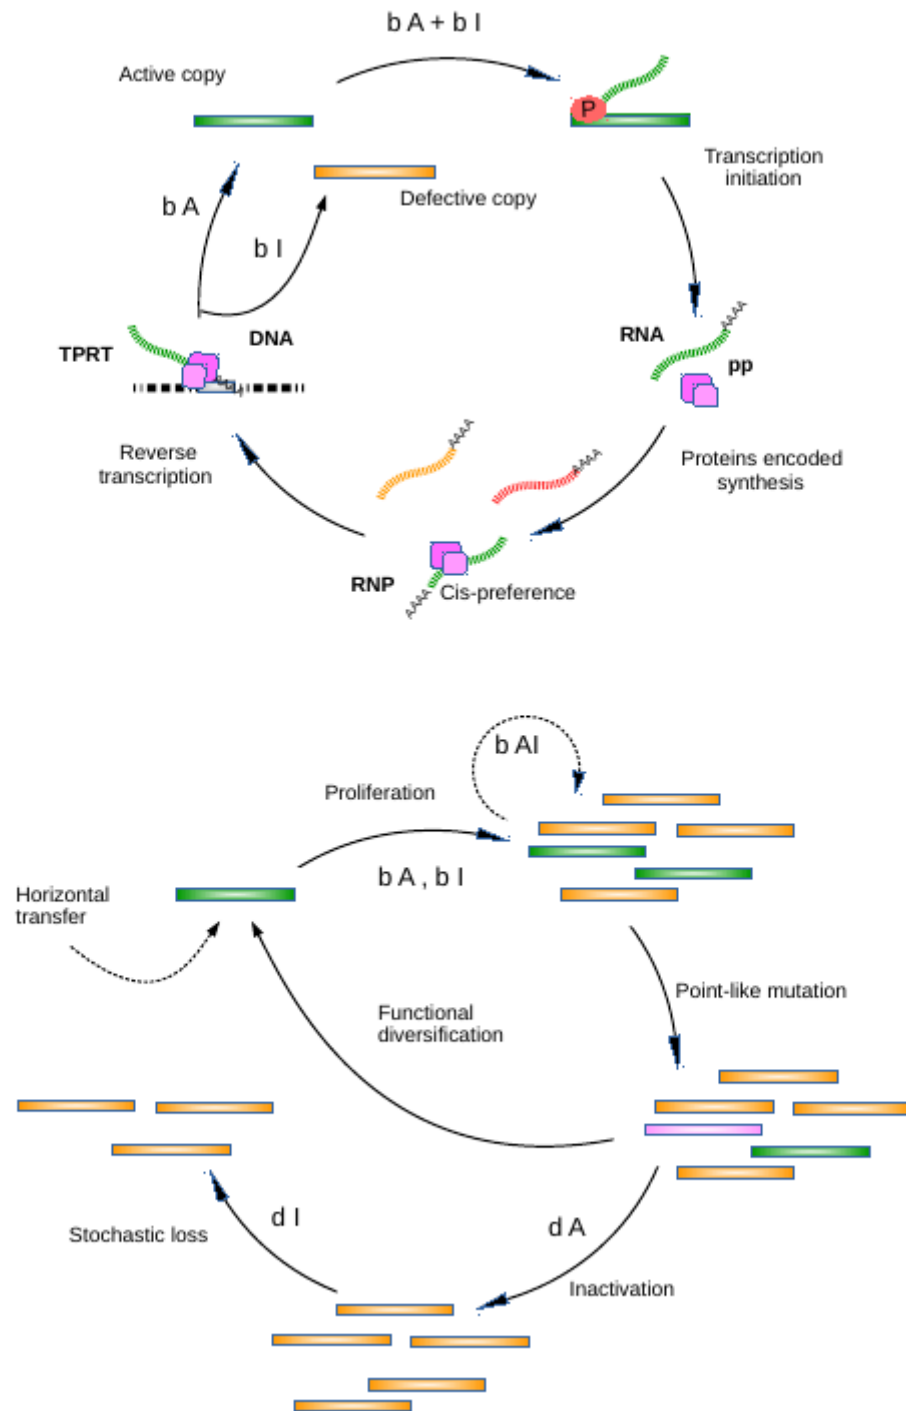 b A + b I
Active copy
P
Transcription
initiation
Defective copy
b A
b I
TPRT
DNA
RNA
AAAA
pp
Reverse
transcription
AAAA
AAAA
Proteins encoded
synthesis
RNP
AAAA
Cis-preference
b AI
Proliferation
b A , b I
Horizontal
transfer
Point-like mutation
Functional
diversification
d I
d A
Stochastic loss
Inactivation